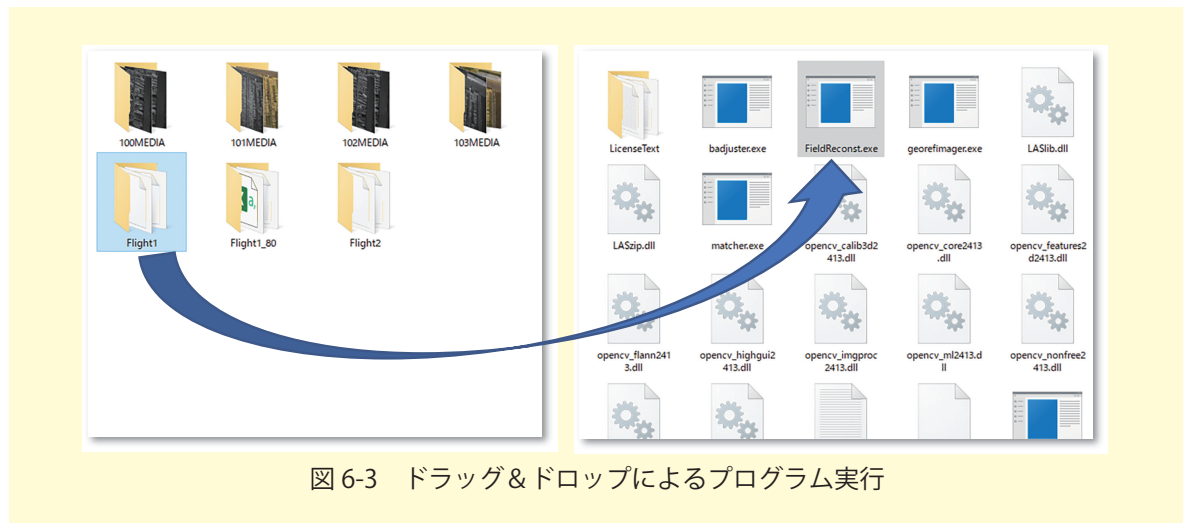 100MEDIA
101MEDIA
102MEDIA
103MEDIA
Flight1
Flight1_80
Flight2
LicenseText
badjuster.exe
FieldReconst.exe
georefimager.exe
LASlib.dll
LASzip.dll
matcher.exe
opencv_calib3d2
413.dll
opencv_core2413
.dll
opencv_features2
d2413.dll
opencv_flann241
3.dll
opencv_highgui2
413.dll
opencv_imgproc
2413.dll
opencv_ml2413.d
ll
opencv_nonfree2
413.dll
図 6-3　ドラッグ＆ドロップによるプログラム実行